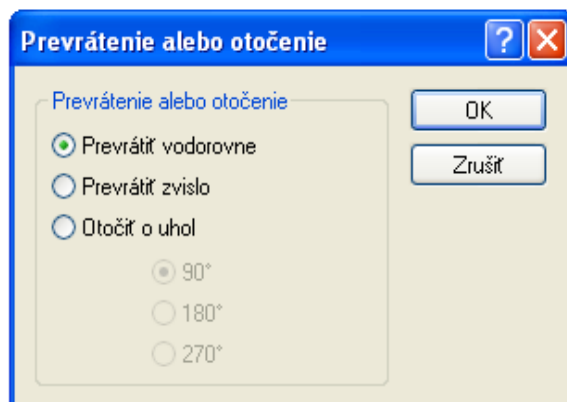 Prevrátenie alebo otočenie
Prevrátenie alebo otočenie
Prevrátiť vodorovne
Prevrátiť zvislo
Otočiť o uhol
90°
180°
270°
OK
Zrušiť